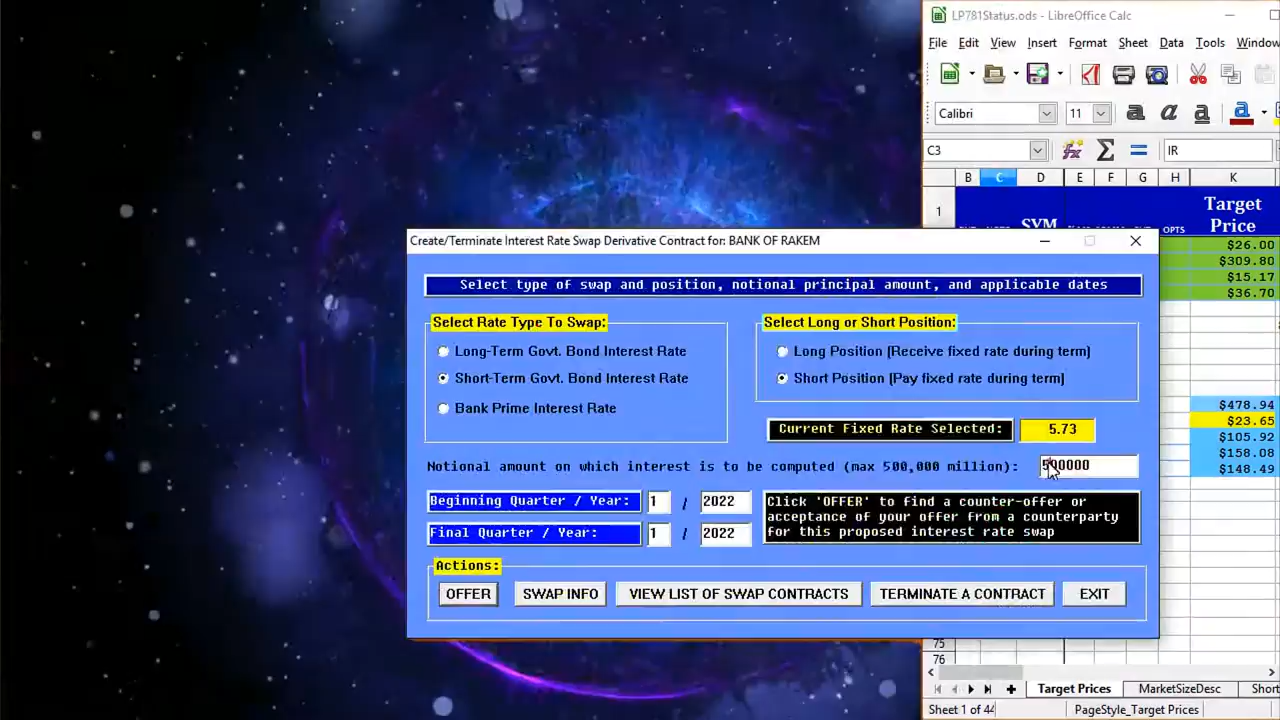 LP781Status.ods - LibreOffice Calc
File Edit View Insert Format Sheet Data Tools Window
Calibri 11
C3 IR
B C D E F G H K
1 SYM OPTS Target
Price
$26.00
$309.80
$15.17
$36.70
$478.94
$23.65
$105.92
$158.08
$148.49
Create/Terminate Interest Rate Swap Derivative Contract for: BANK OF RAKEM
Select type of swap and position, notional principal amount, and applicable dates
Select Rate Type To Swap:
Long-Term Govt. Bond Interest Rate
Short-Term Govt. Bond Interest Rate
Bank Prime Interest Rate
Select Long or Short Position:
Long Position [Receive fixed rate during term]
Short Position [Pay fixed rate during term]
Current Fixed Rate Selected: 5.73
Notional amount on which interest is to be computed (max 500,000 million): 500000
Beginning Quarter / Year: 1 / 2022
Final Quarter / Year: 1 / 2022
Click 'OFFER' to find a counter-offer or
acceptance of your offer from a counterparty
for this proposed interest rate swap
Actions:
OFFER SWAP INFO VIEW LIST OF SWAP CONTRACTS TERMINATE A CONTRACT EXIT
75
76
Target Prices MarketSizeDesc Short
Sheet 1 of 44 PageStyle_Target Prices